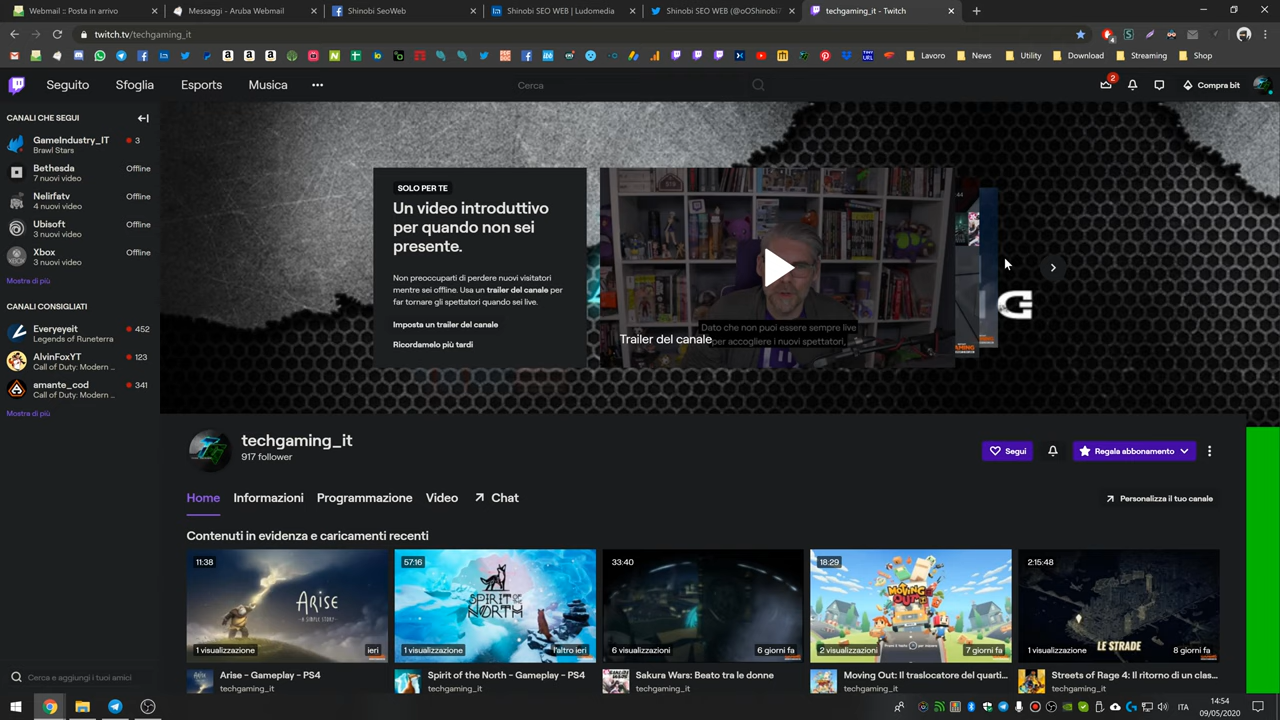 Webmail :: Posta in arrivo
Messaggi - Aruba Webmail
Shinobi SeoWeb
Shinobi SEO WEB | Ludomedia
Shinobi SEO WEB (@oOShinobi
techgaming_it - Twitch
twitch.tv/techgaming_it
Lavoro
News
Utility
Download
Streaming
Shop
Seguito
Sfoglia
Esports
Musica
Cerca
2
Compra bit
CANALI CHE SEGUI
GameIndustry_IT
3
Brawl Stars
Bethesda
Offline
7 nuovi video
Nelirfatv
Offline
4 nuovi video
Ubisoft
Offline
3 nuovi video
Xbox
Offline
3 nuovi video
Mostra di più
CANALI CONSIGLIATI
Everyeyeit
452
Legends of Runeterra
AlvinFoxYT
123
Call of Duty: Modern ...
amante_cod
341
Call of Duty: Modern ...
Mostra di più
Cerca e aggiungi i tuoi amici
SOLO PER TE
Un video introduttivo
per quando non sei
presente.
Non preoccuparti di perdere nuovi visitatori
mentre sei offline. Usa un trailer del canale per
far tornare gli spettatori quando sei live.
Imposta un trailer del canale
Ricordamelo più tardi
Dato che non puoi essere sempre live
per accogliere i nuovi spettatori,
Trailer del canale
G
techgaming_it
917 follower
Segui
Regala abbonamento
Home
Informazioni
Programmazione
Video
Chat
Personalizza il tuo canale
Contenuti in evidenza e caricamenti recenti
11:38
ARISE
A SIMPLE STORY
1 visualizzazione
ieri
Arise - Gameplay - PS4
techgaming_it
57:16
SPIRIT OF THE NORTH
1 visualizzazione
l'altro ieri
Spirit of the North - Gameplay - PS4
techgaming_it
33:40
6 visualizzazioni
6 giorni fa
Sakura Wars: Beato tra le donne
techgaming_it
18:29
MOVING OUT
2 visualizzazioni
7 giorni fa
Moving Out: Il traslocatore del quarti...
techgaming_it
2:15:48
LE STRADE
1 visualizzazione
8 giorni fa
Streets of Rage 4: Il ritorno di un clas...
techgaming_it
ITA
14:54
09/05/2020